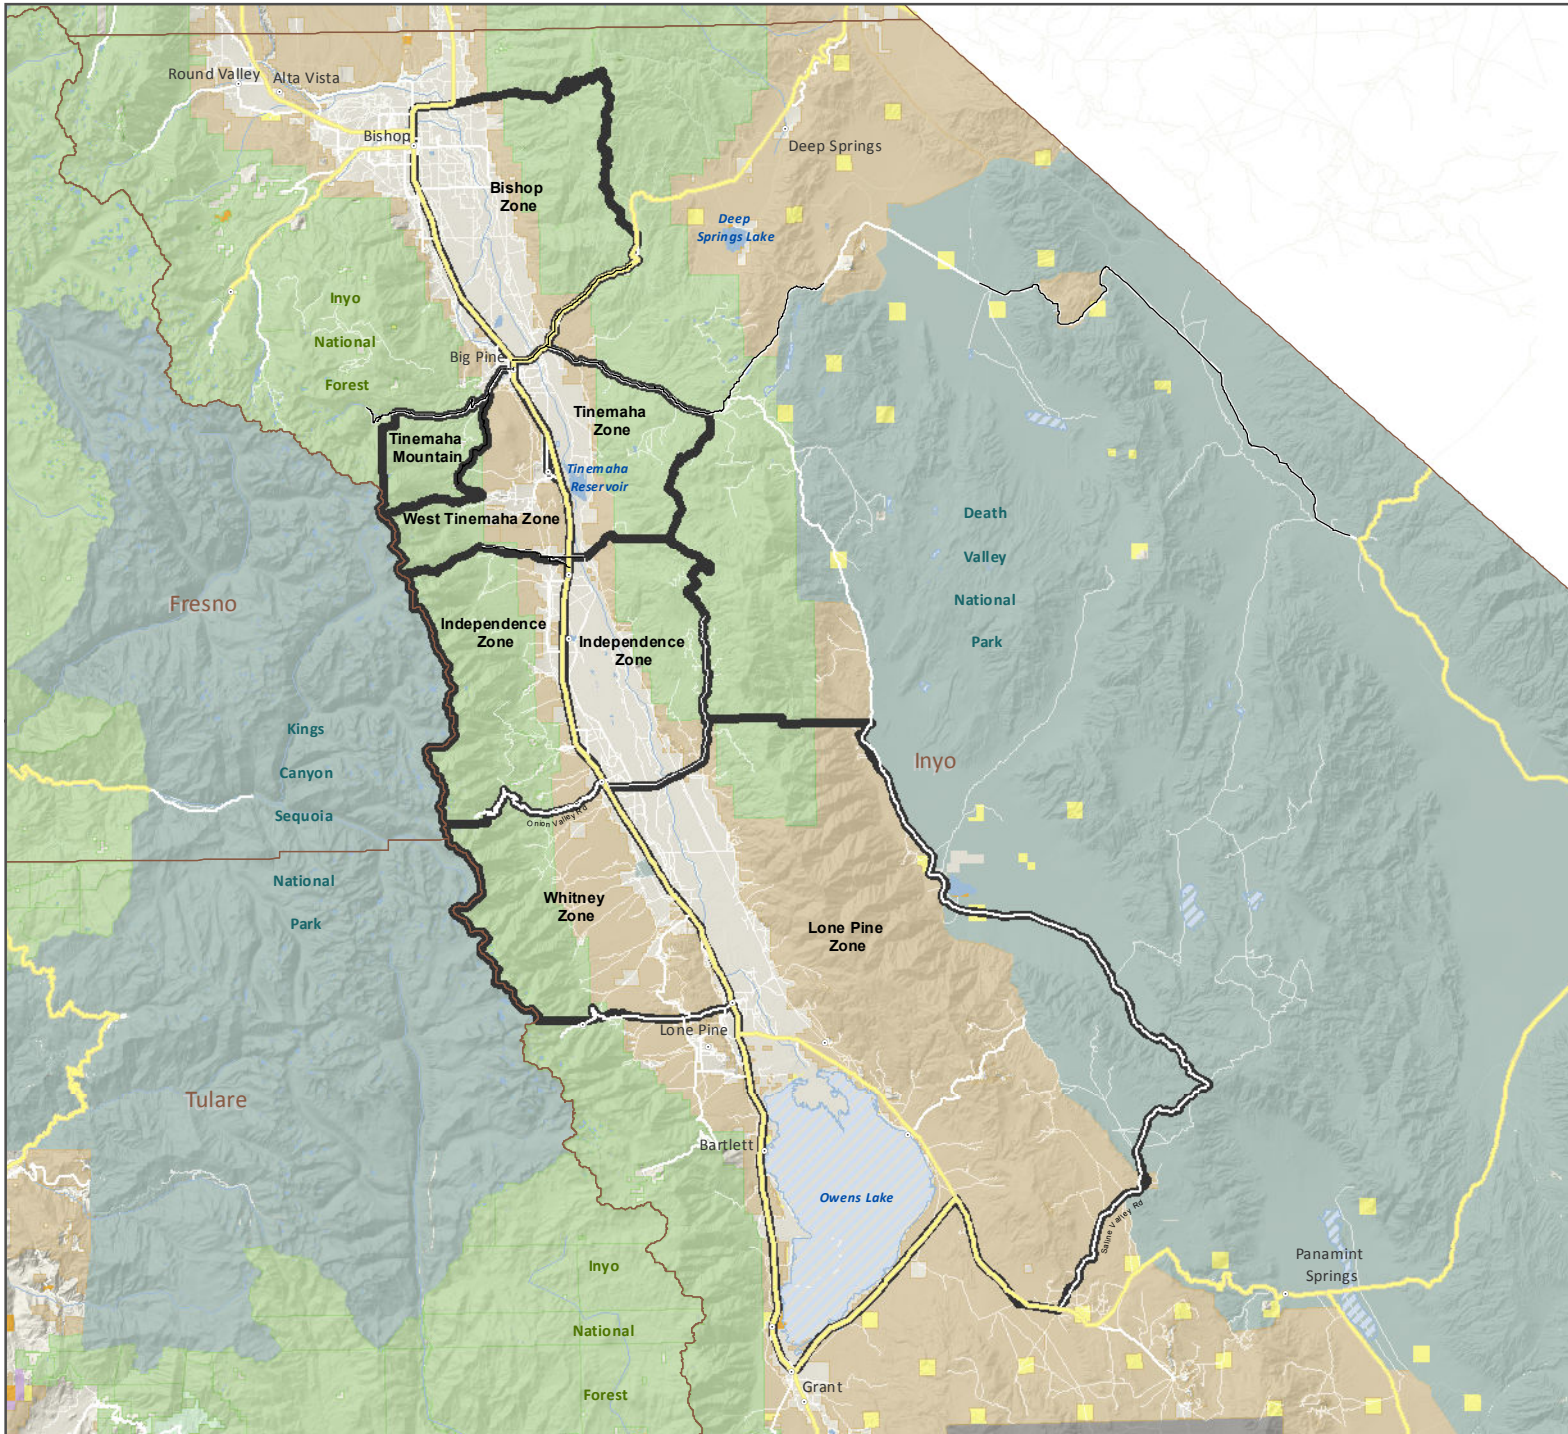 Round Valley
Alta Vista
Bishop
Deep Springs
Bishop
Zone
Deep
Springs Lake
Inyo
National
Forest
Big Pine
Tinemaha
Zone
Tinemaha
Mountain
Tinemaha
Reservoir
West Tinemaha Zone
Death
Valley
National
Park
Fresno
Independence
Zone
Independence
Zone
Kings
Canyon
Sequoia
National
Park
Inyo
Onion Valley Rd
Whitney
Zone
Lone Pine
Zone
Lone Pine
Tulare
Bartlett
Owens Lake
Saline Valley Rd
Panamint
Springs
Inyo
National
Forest
Grant